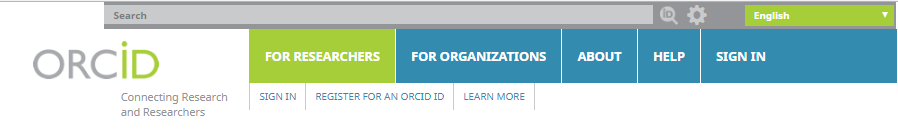 Search iD English
ORCiD FOR RESEARCHERS FOR ORGANIZATIONS ABOUT HELP SIGN IN
SIGN IN REGISTER FOR AN ORCID ID LEARN MORE
Connecting Research
and Researchers